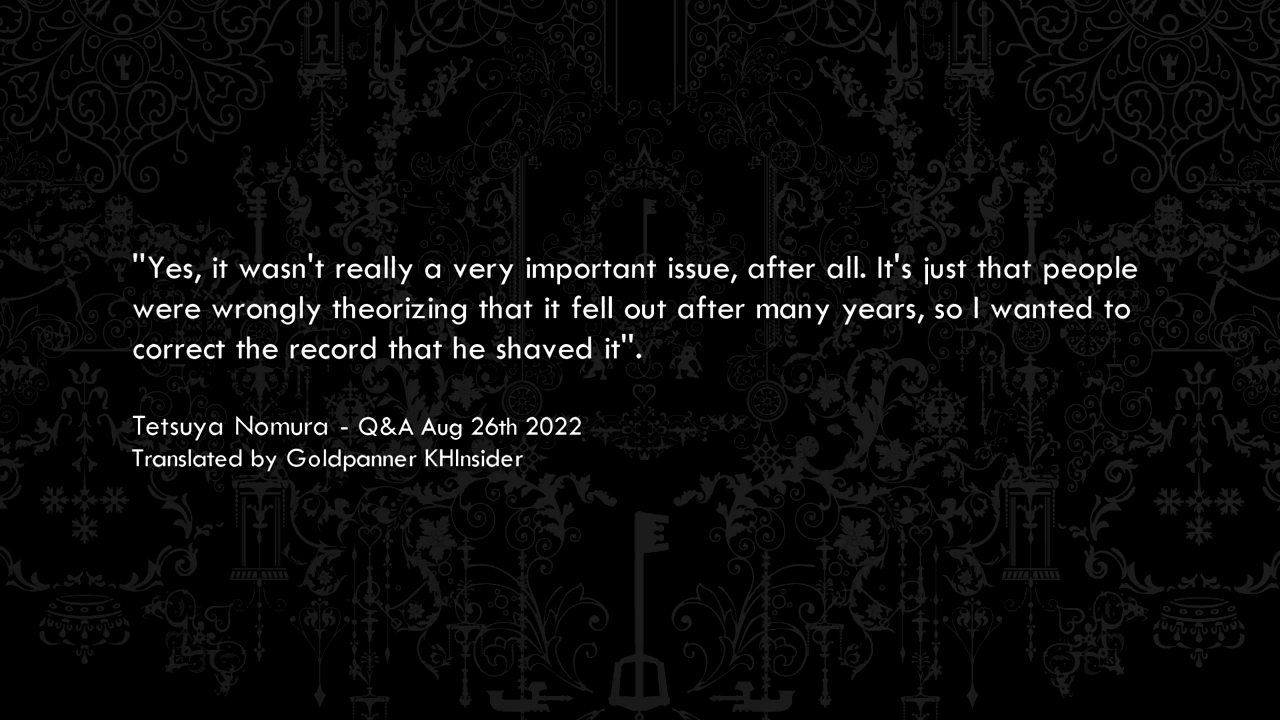 "Yes, it wasn't really a very important issue, after all. It's just that people
were wrongly theorizing that it fell out after many years, so I wanted to
correct the record that he shaved it".
Tetsuya Nomura - Q&A Aug 26th 2022
Translated by Goldpanner KHInsider